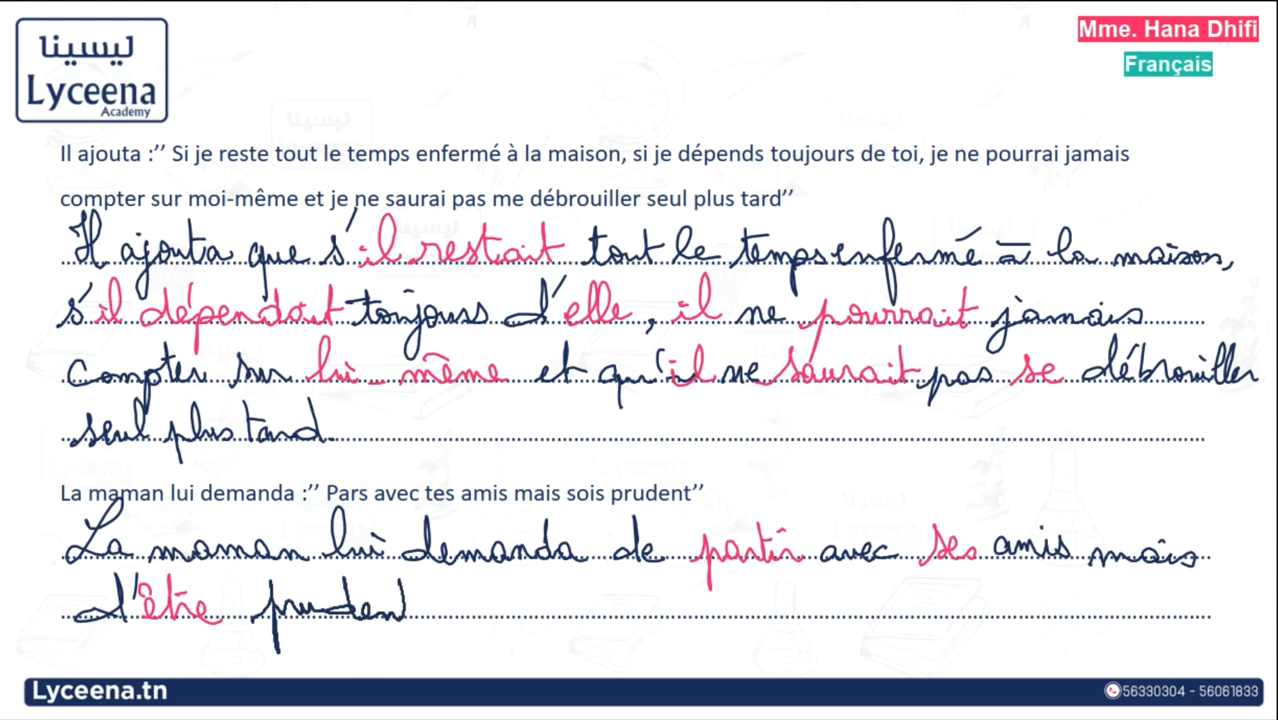 Mme. Hana Dhifi
Français
ليسينا
Lyceena
Academy
Il ajouta :’’ Si je reste tout le temps enfermé à la maison, si je dépends toujours de toi, je ne pourrai jamais
compter sur moi-même et je ne saurai pas me débrouiller seul plus tard’’
Il ajouta que s'il restait tout le temps enfermé à la maison,
s'il dépendait toujours d'elle, il ne pourrait jamais
compter sur lui-même et qu'il ne saurait pas se débrouiller
seul plus tard.
La maman lui demanda :’’ Pars avec tes amis mais sois prudent’’
La maman lui demanda de partir avec ses amis mais
d'être pruden
Lyceena.tn
56330304 - 56061833